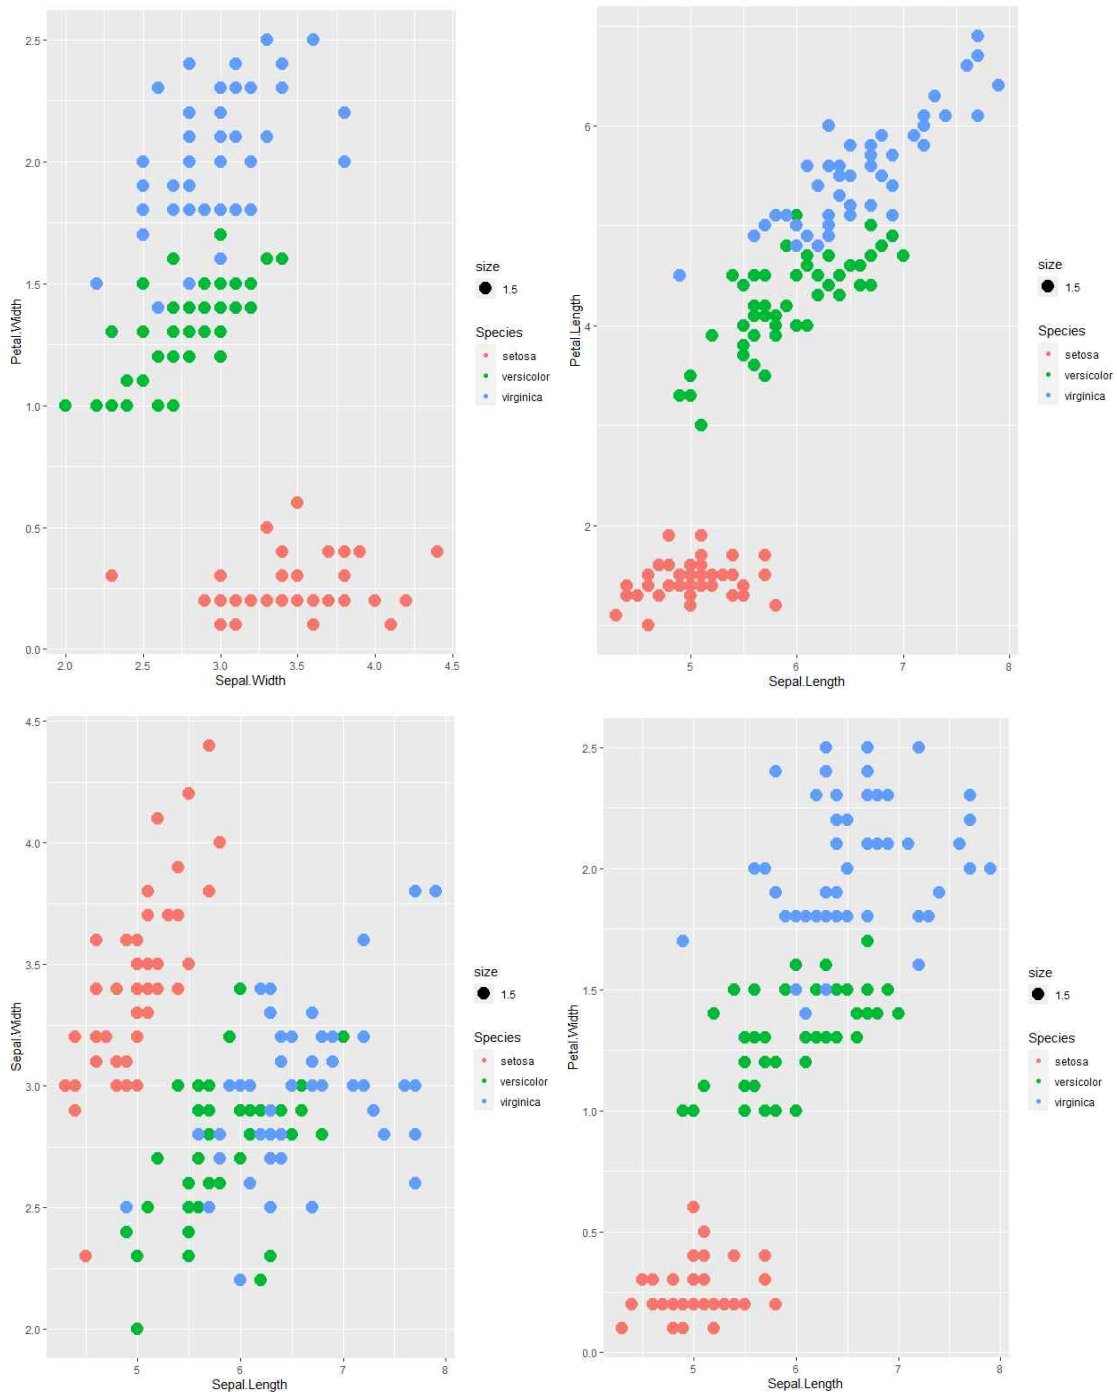 2.5
2.0
1.5
1.0
0.5
0.0
Petal.Width
2.0 2.5 3.0 3.5 4.0 4.5
Sepal.Width
size
1.5
Species
setosa
versicolor
virginica
6
4
2
Petal.Length
5 6 7 8
Sepal.Length
size
1.5
Species
setosa
versicolor
virginica
4.5
4.0
3.5
3.0
2.5
2.0
Sepal.Width
5 6 7 8
Sepal.Length
size
1.5
Species
setosa
versicolor
virginica
2.5
2.0
1.5
1.0
0.5
0.0
Petal.Width
5 6 7 8
Sepal.Length
size
1.5
Species
setosa
versicolor
virginica